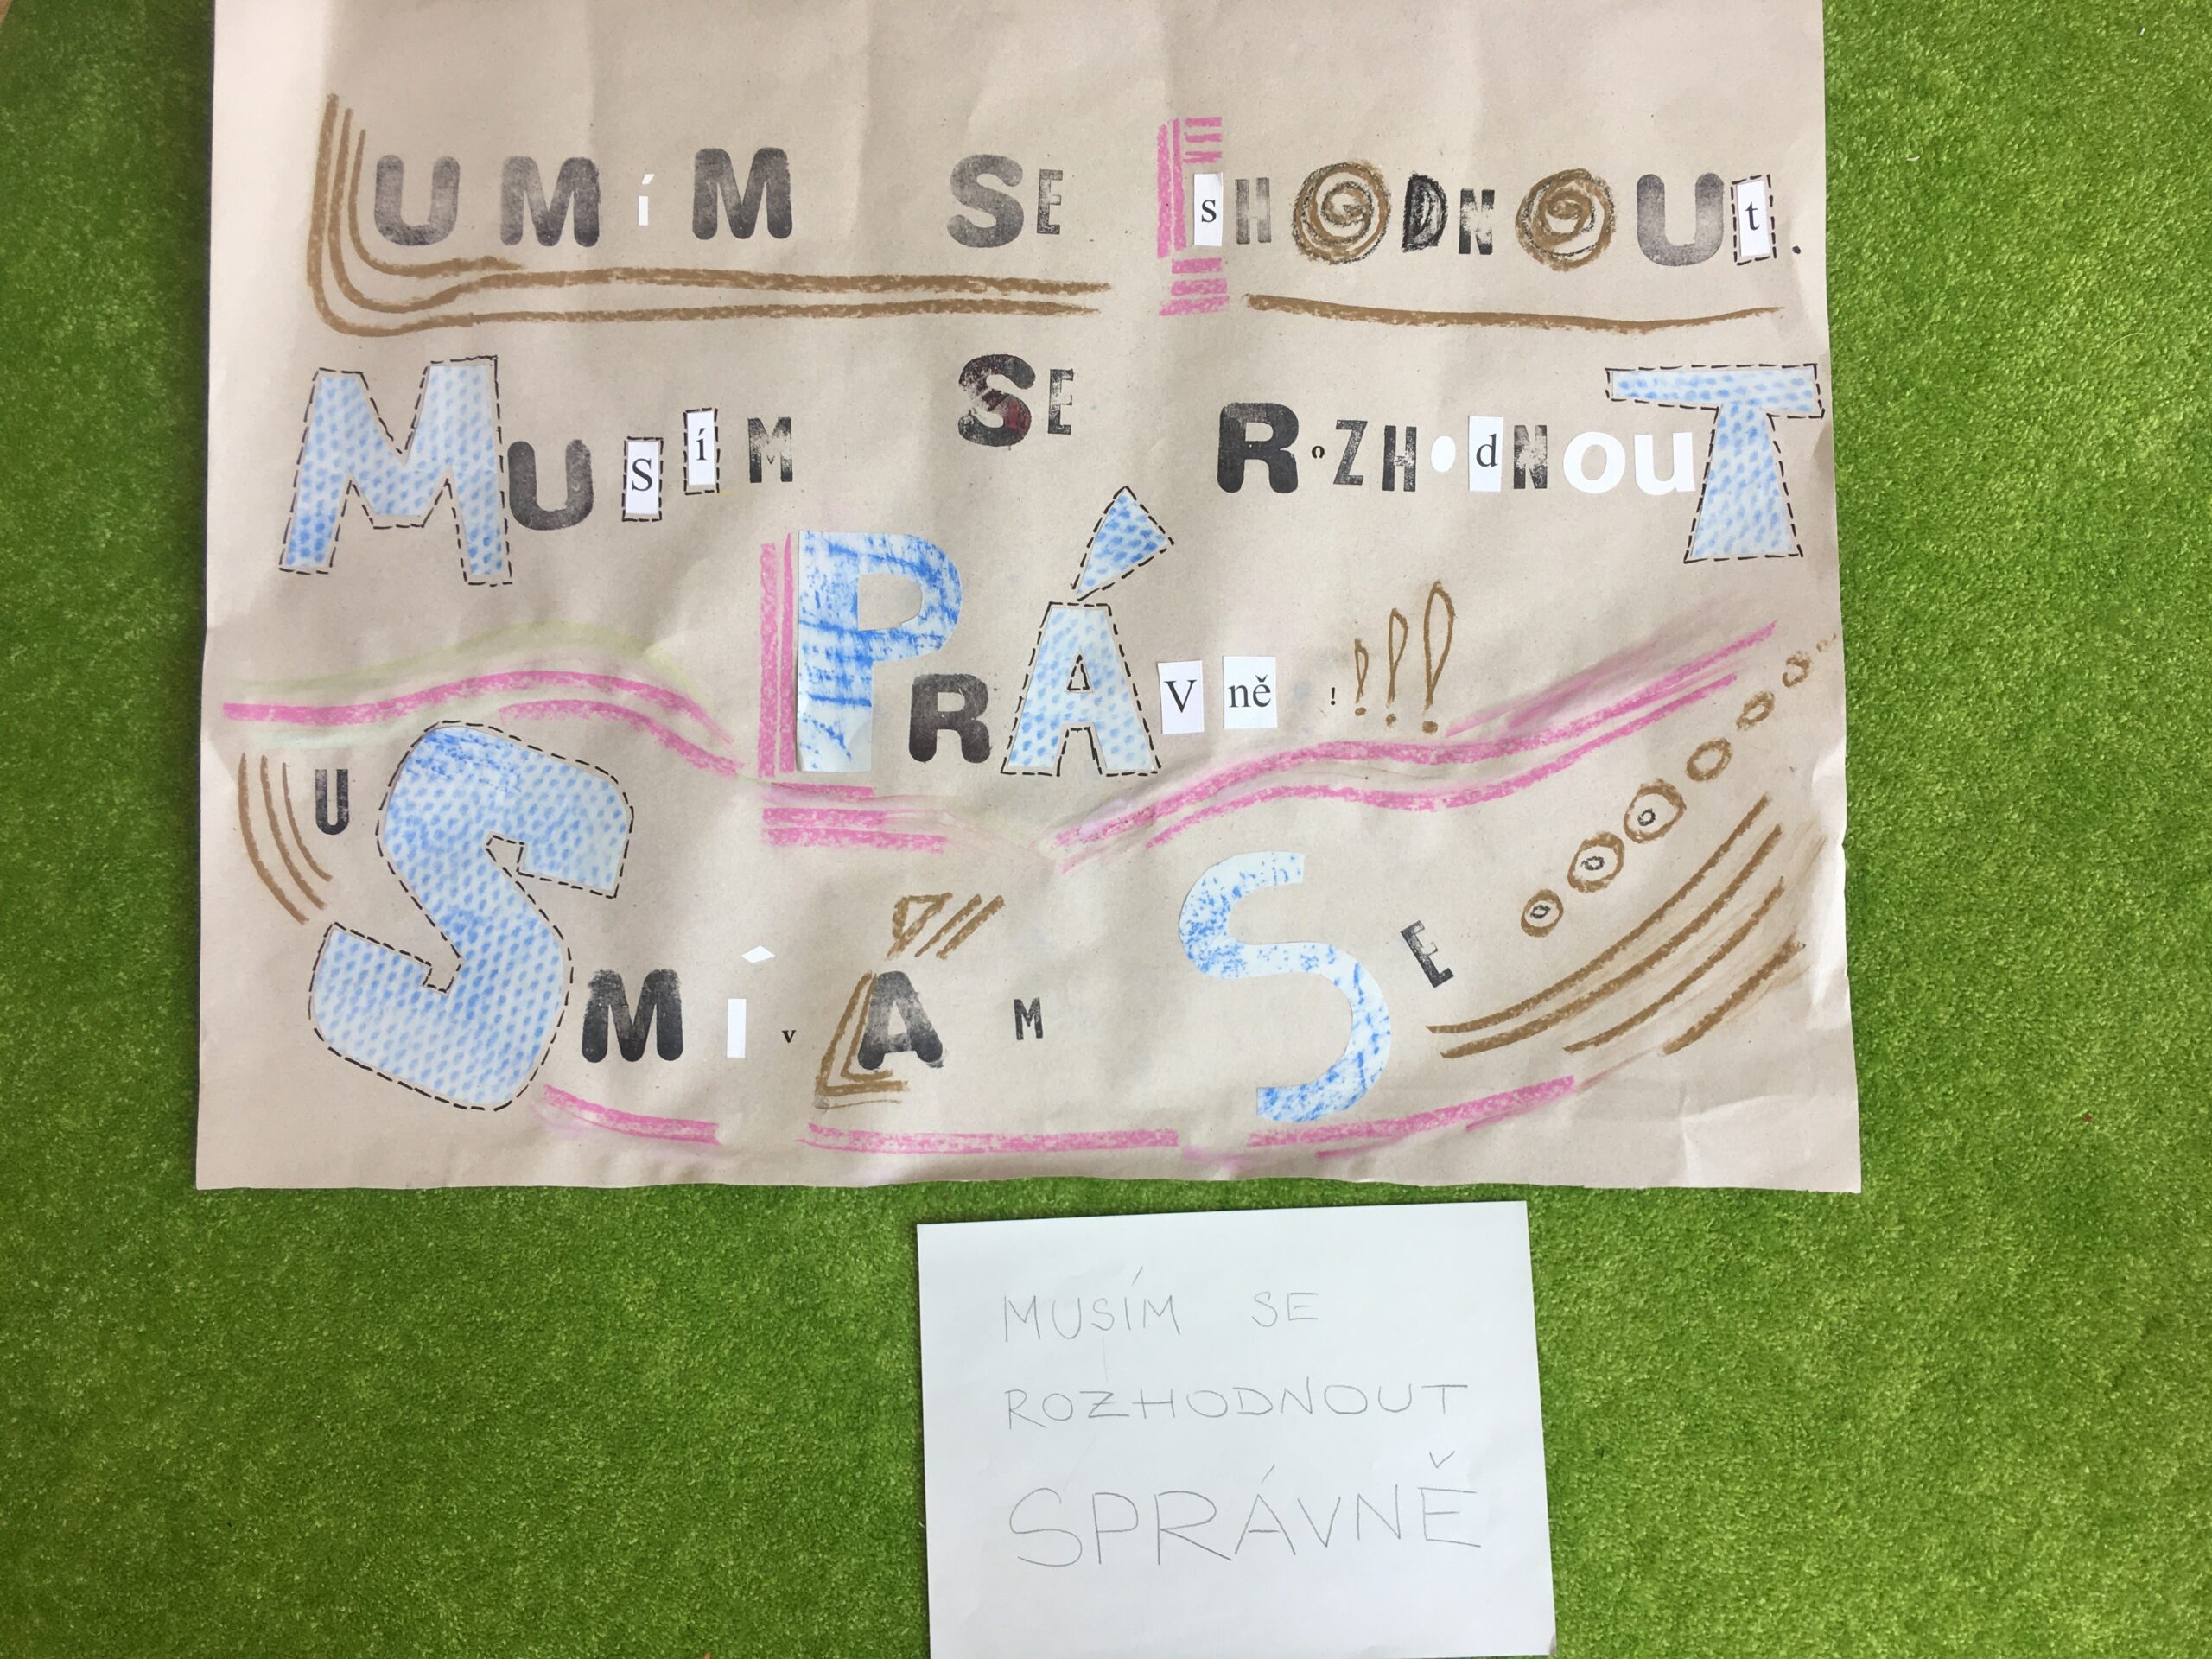 UMíM SE sHODNOUt.
MUSíM SE RoZHodNouT
PRÁVně !!!!
USMíVÁM SE
MUSÍM SE
ROZHODNOUT
SPRÁVNĚ